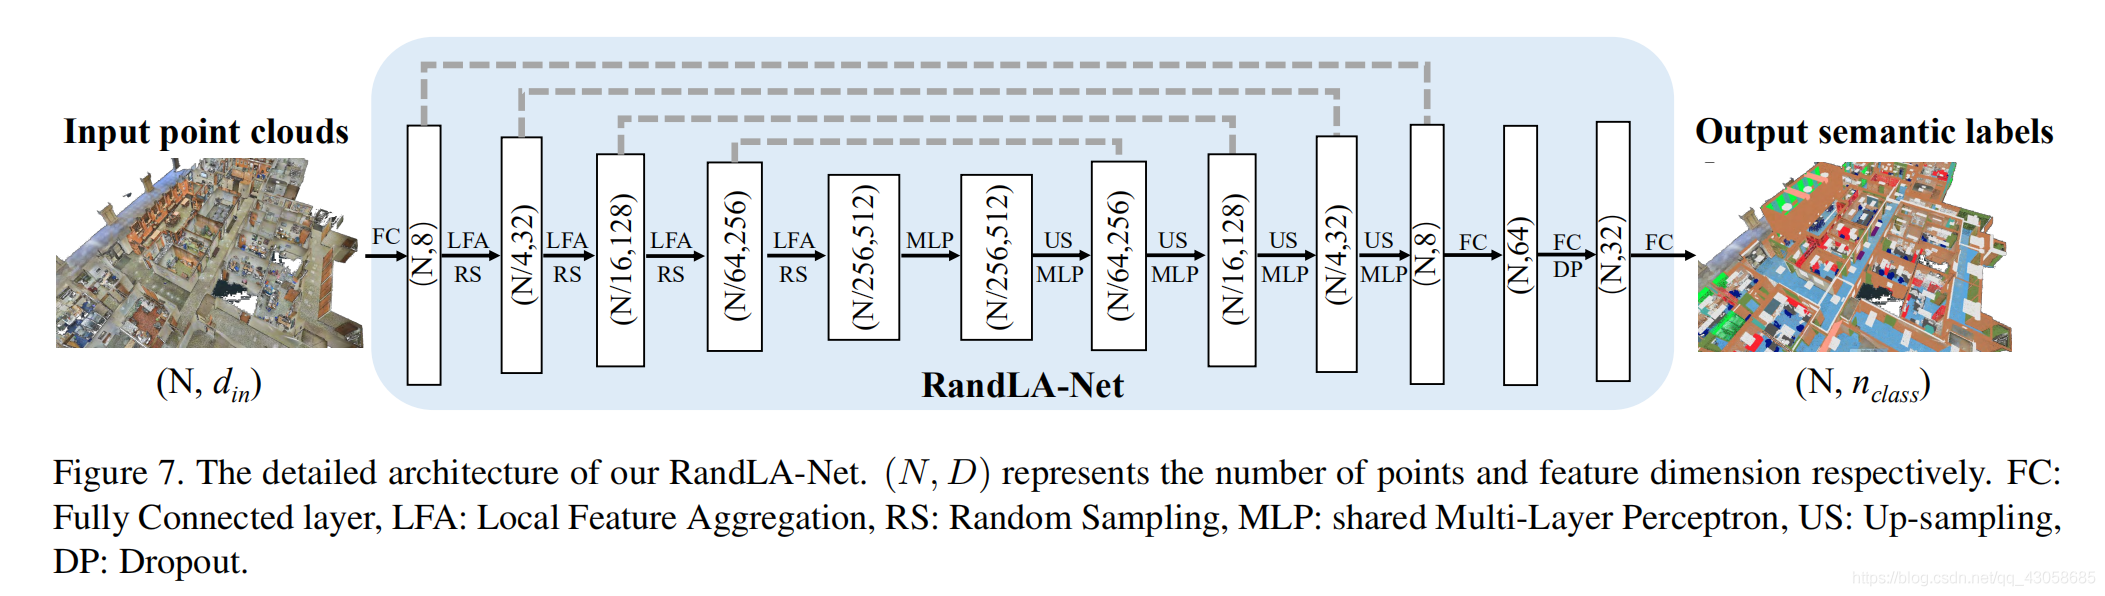 Input point clouds
(N, d_in)
FC
(N,8)
LFA
RS
(N/4,32)
LFA
RS
(N/16,128)
LFA
RS
(N/64,256)
LFA
RS
(N/256,512)
MLP
(N/256,512)
US
MLP
(N/64,256)
US
MLP
(N/16,128)
US
MLP
(N/4,32)
US
MLP
(N,8)
FC
(N,64)
FC
DP
(N,32)
FC
RandLA-Net
Output semantic labels
(N, n_class)
Figure 7. The detailed architecture of our RandLA-Net. (N, D) represents the number of points and feature dimension respectively. FC:
Fully Connected layer, LFA: Local Feature Aggregation, RS: Random Sampling, MLP: shared Multi-Layer Perceptron, US: Up-sampling,
DP: Dropout.
https://blog.csdn.net/qq_43058685